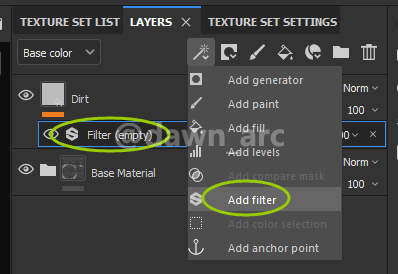 TEXTURE SET LIST LAYERS × TEXTURE SET SETTINGS
Base color
Add generator
Norm
Dirt
Add paint
100
Add fill
Filter (empty)
00 ×
@dawn_arc
Add levels
Norm
Add compare mask
Base Material
100
Add filter
Add color selection
Add anchor point